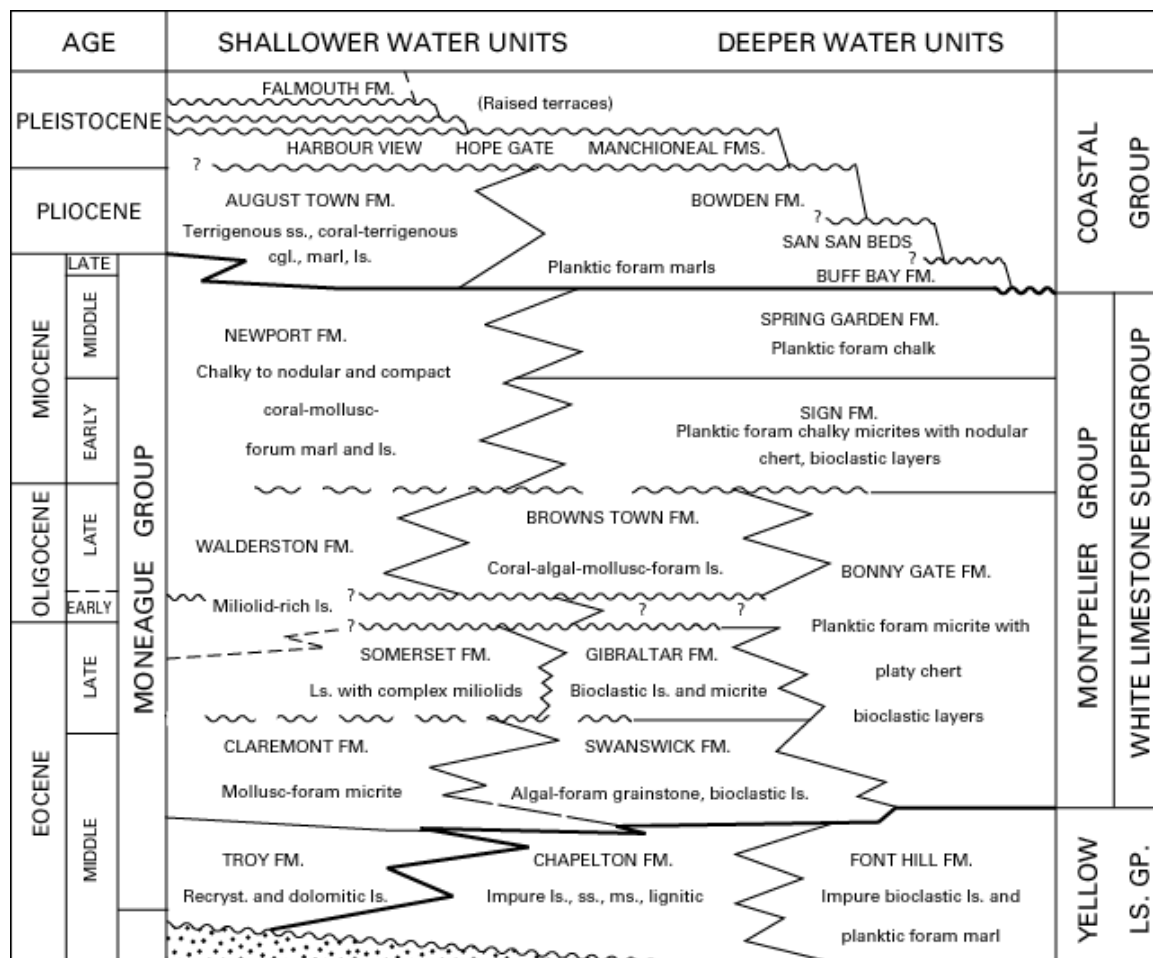 AGE
SHALLOWER WATER UNITS
DEEPER WATER UNITS
PLEISTOCENE
FALMOUTH FM.
(Raised terraces)
HARBOUR VIEW HOPE GATE MANCHIONEAL FMS.
?
PLIOCENE
AUGUST TOWN FM.
Terrigenous ss., coral-terrigenous
cgl., marl, ls.
BOWDEN FM.
?
SAN SAN BEDS
?
Planktic foram marls
BUFF BAY FM.
COASTAL
GROUP
MIOCENE
LATE
MIDDLE
EARLY
NEWPORT FM.
Chalky to nodular and compact
coral-mollusc-
forum marl and ls.
SPRING GARDEN FM.
Planktic foram chalk
SIGN FM.
Planktic foram chalky micrites with nodular
chert, bioclastic layers
OLIGOCENE
LATE
EARLY
WALDERSTON FM.
Miliolid-rich ls.
BROWNS TOWN FM.
Coral-algal-mollusc-foram ls.
?
? ?
BONNY GATE FM.
Planktic foram micrite with
platy chert
bioclastic layers
EOCENE
LATE
MIDDLE
?
SOMERSET FM.
Ls. with complex miliolids
GIBRALTAR FM.
Bioclastic ls. and micrite
CLAREMONT FM.
Mollusc-foram micrite
SWANSWICK FM.
Algal-foram grainstone, bioclastic ls.
TROY FM.
Recryst. and dolomitic ls.
CHAPELTON FM.
Impure ls., ss., ms., lignitic
FONT HILL FM.
Impure bioclastic ls. and
planktic foram marl
MONEAGUE GROUP
MONTPELIER GROUP
WHITE LIMESTONE SUPERGROUP
YELLOW
LS. GP.